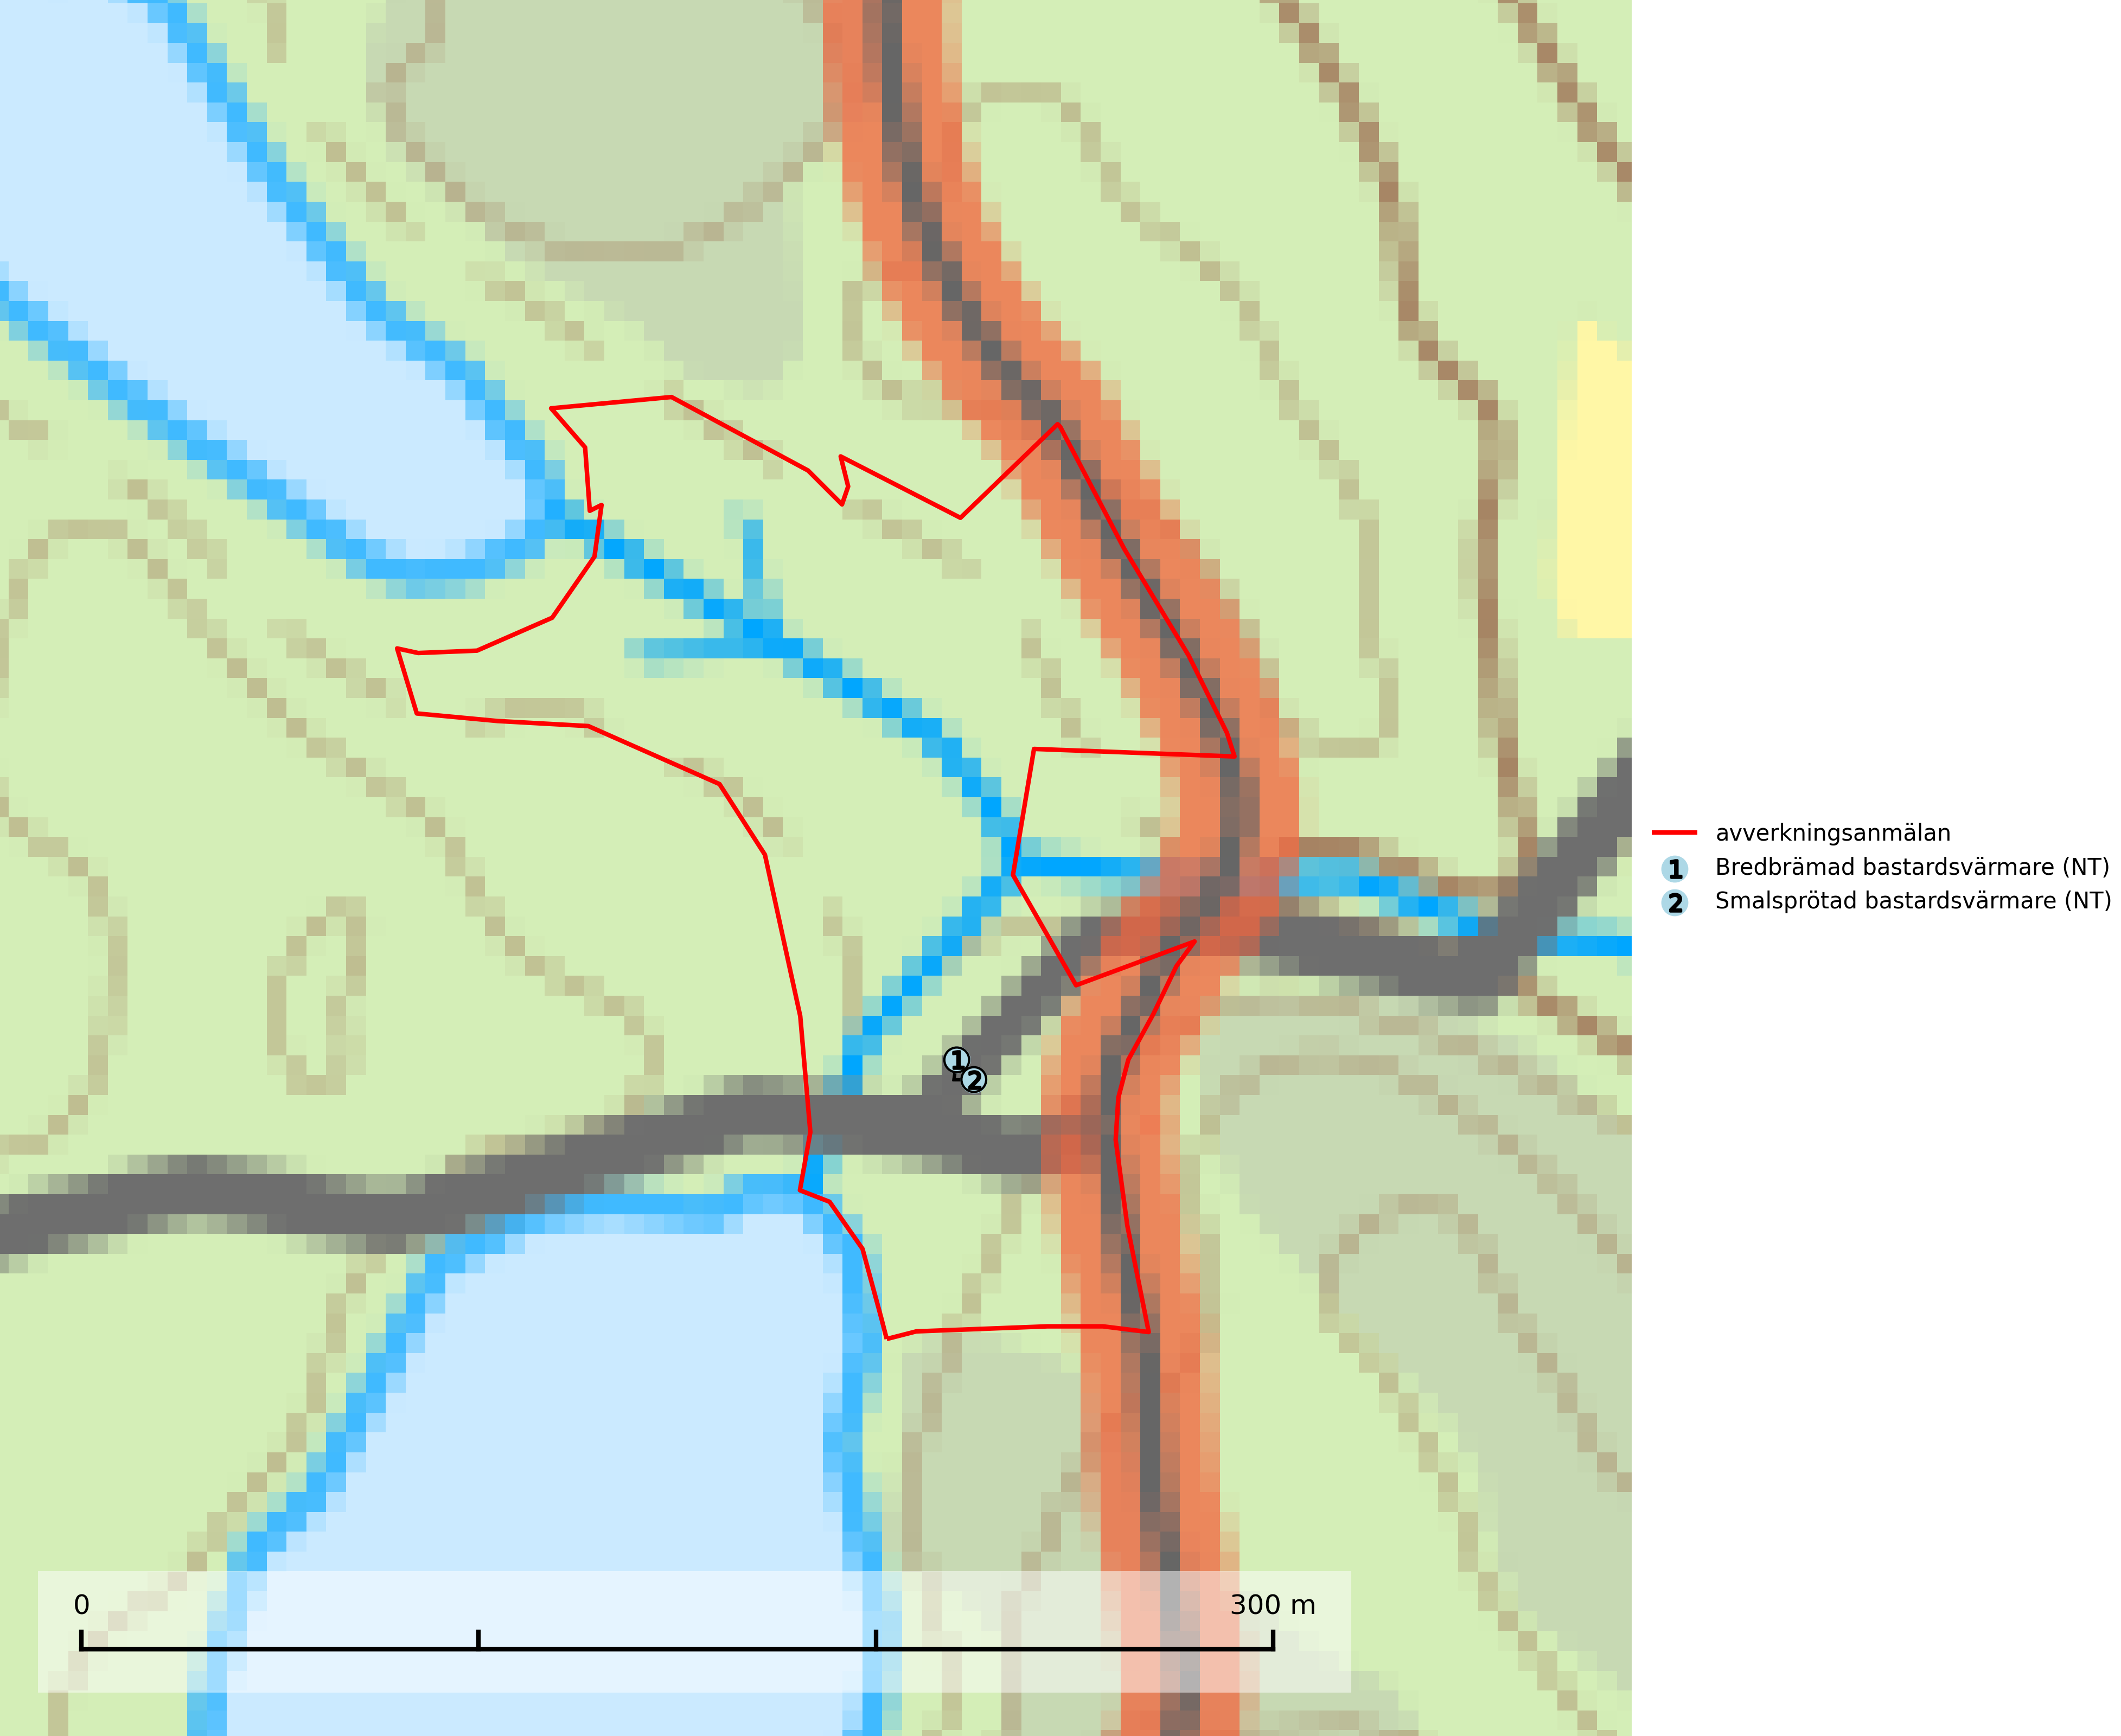 avverkningsanmälan
1 Bredbrämad bastardsvärmare (NT)
2 Smalsprötad bastardsvärmare (NT)
1
2
0 300 m